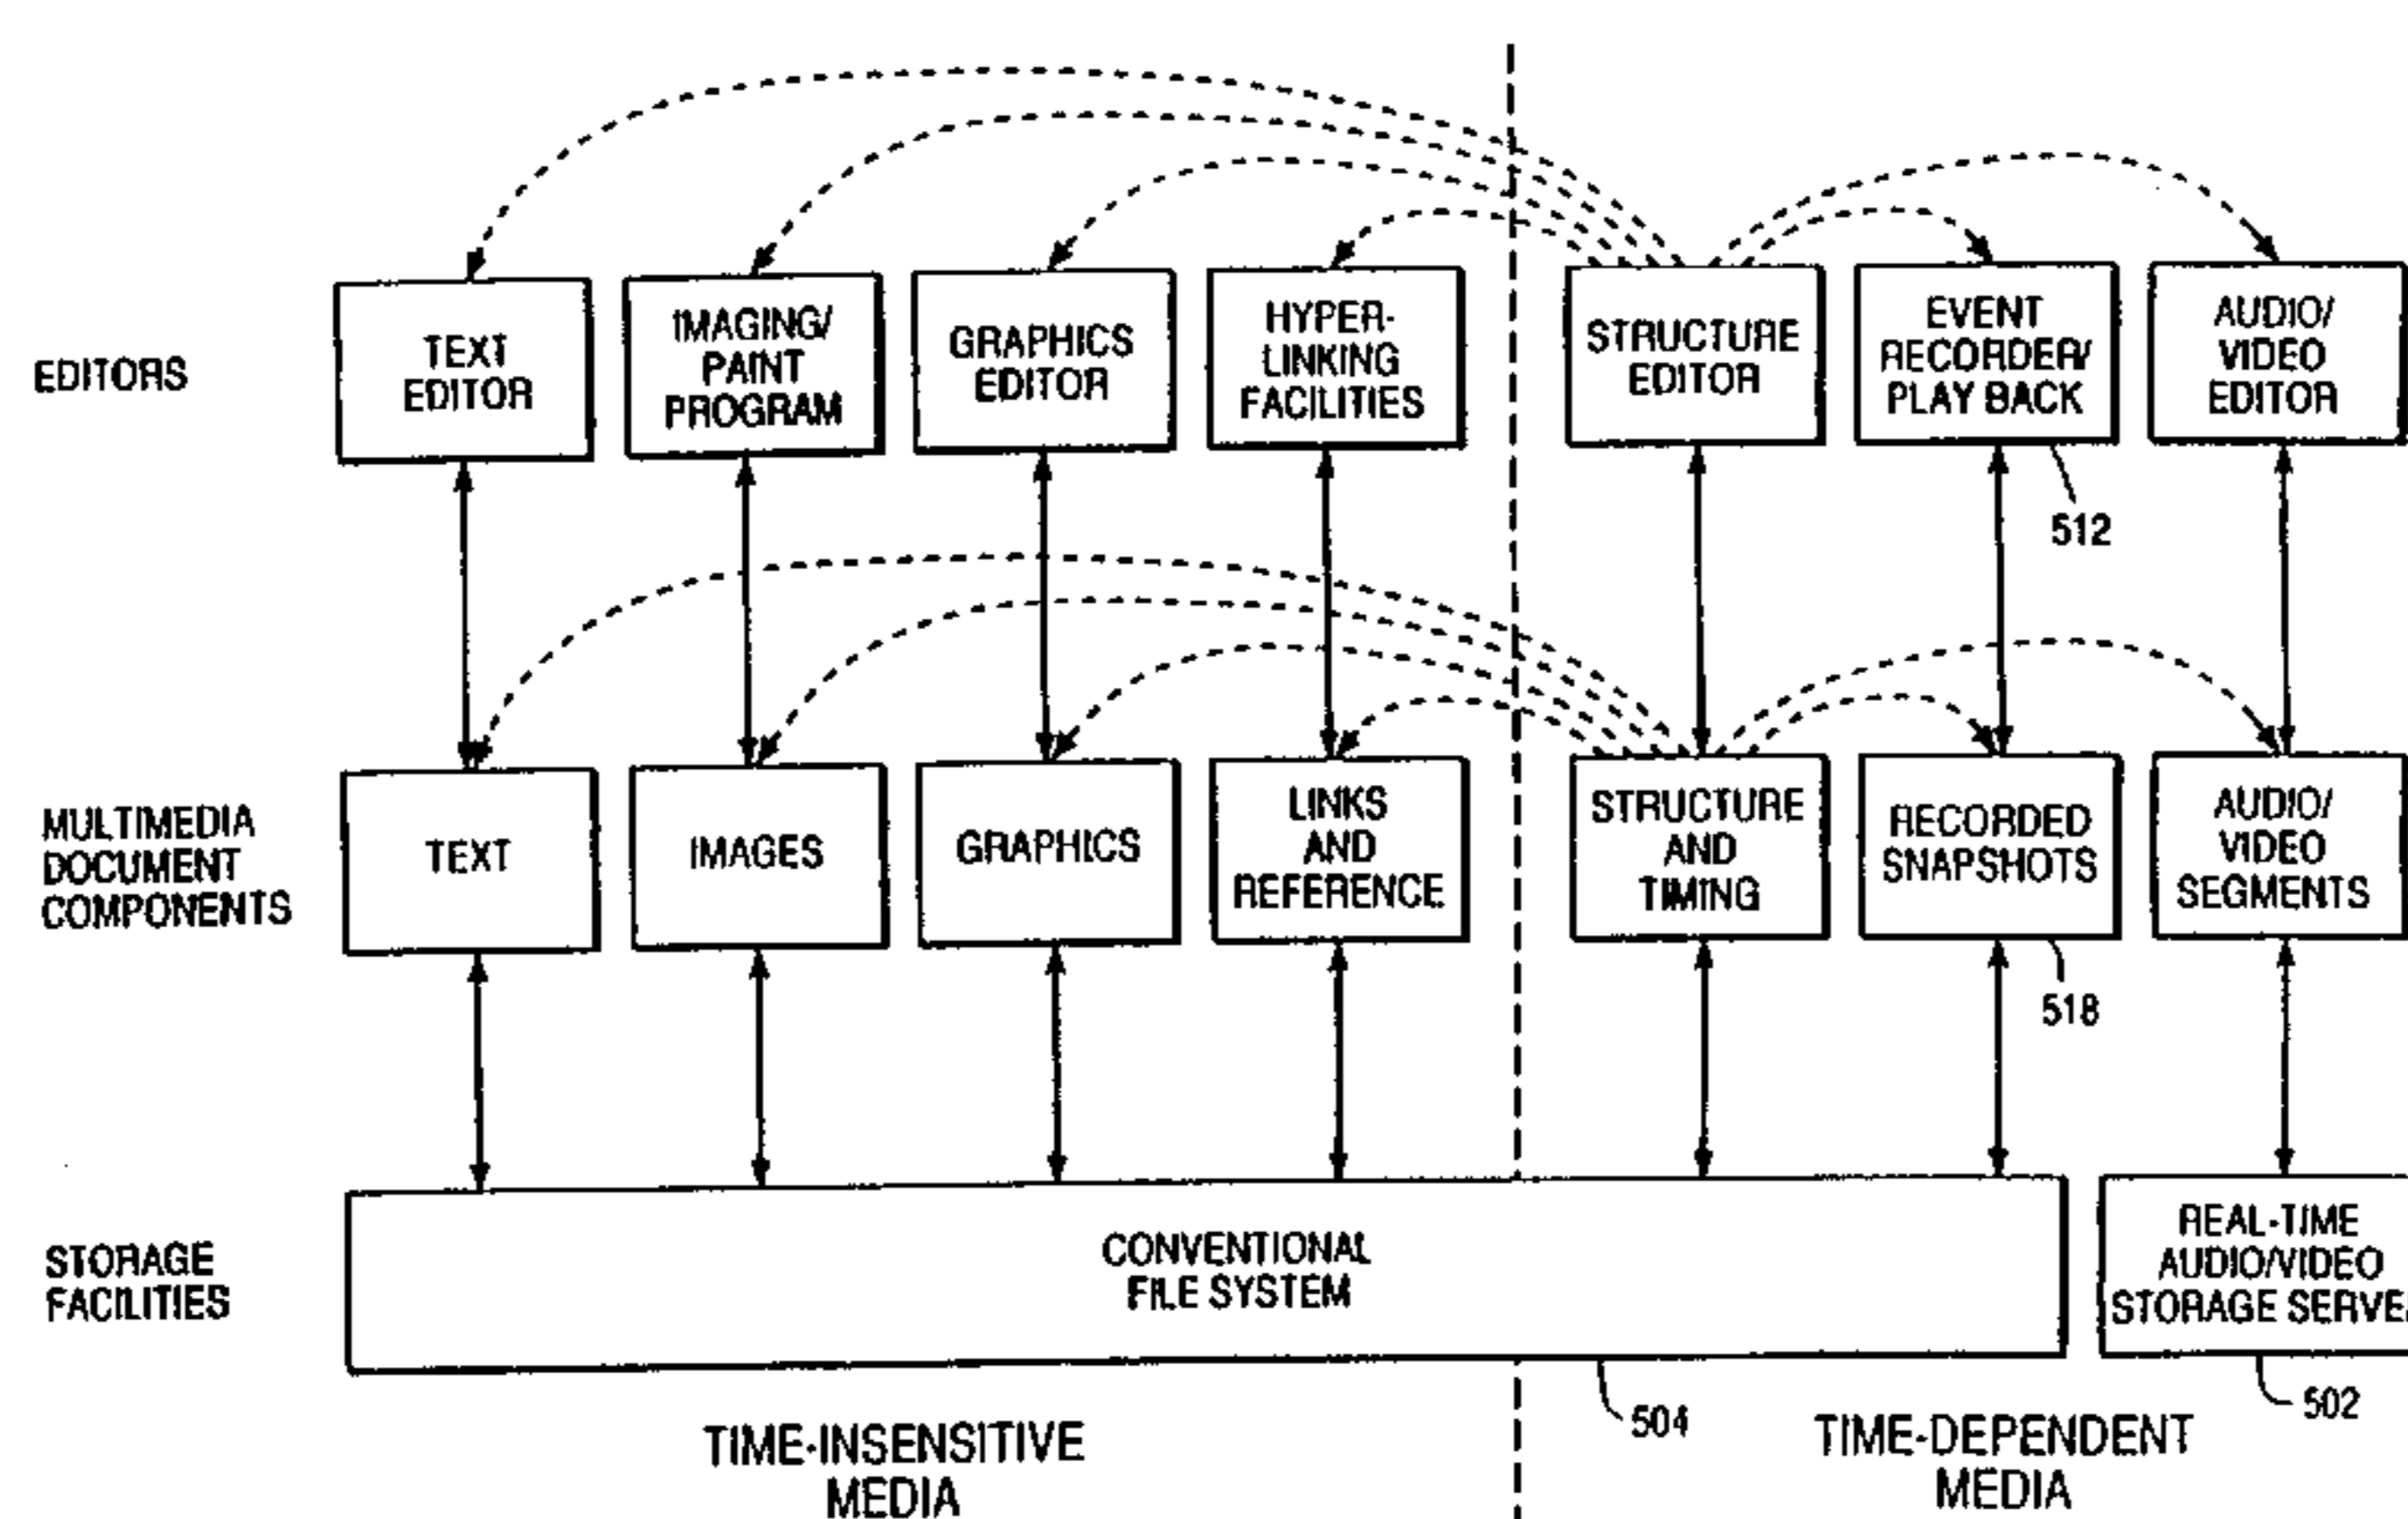 EDITORS
TEXT
EDITOR
IMAGING/
PAINT
PROGRAM
GRAPHICS
EDITOR
HYPER-
LINKING
FACILITIES
STRUCTURE
EDITOR
EVENT
RECORDER/
PLAY BACK
AUDIO/
VIDEO
EDITOR
512
MULTIMEDIA
DOCUMENT
COMPONENTS
TEXT
IMAGES
GRAPHICS
LINKS
AND
REFERENCE
STRUCTURE
AND
TIMING
RECORDED
SNAPSHOTS
AUDIO/
VIDEO
SEGMENTS
518
STORAGE
FACILITIES
CONVENTIONAL
FILE SYSTEM
REAL-TIME
AUDIO/VIDEO
STORAGE
504
502
TIME-INSENSITIVE
MEDIA
TIME-DEPENDENT
MEDIA